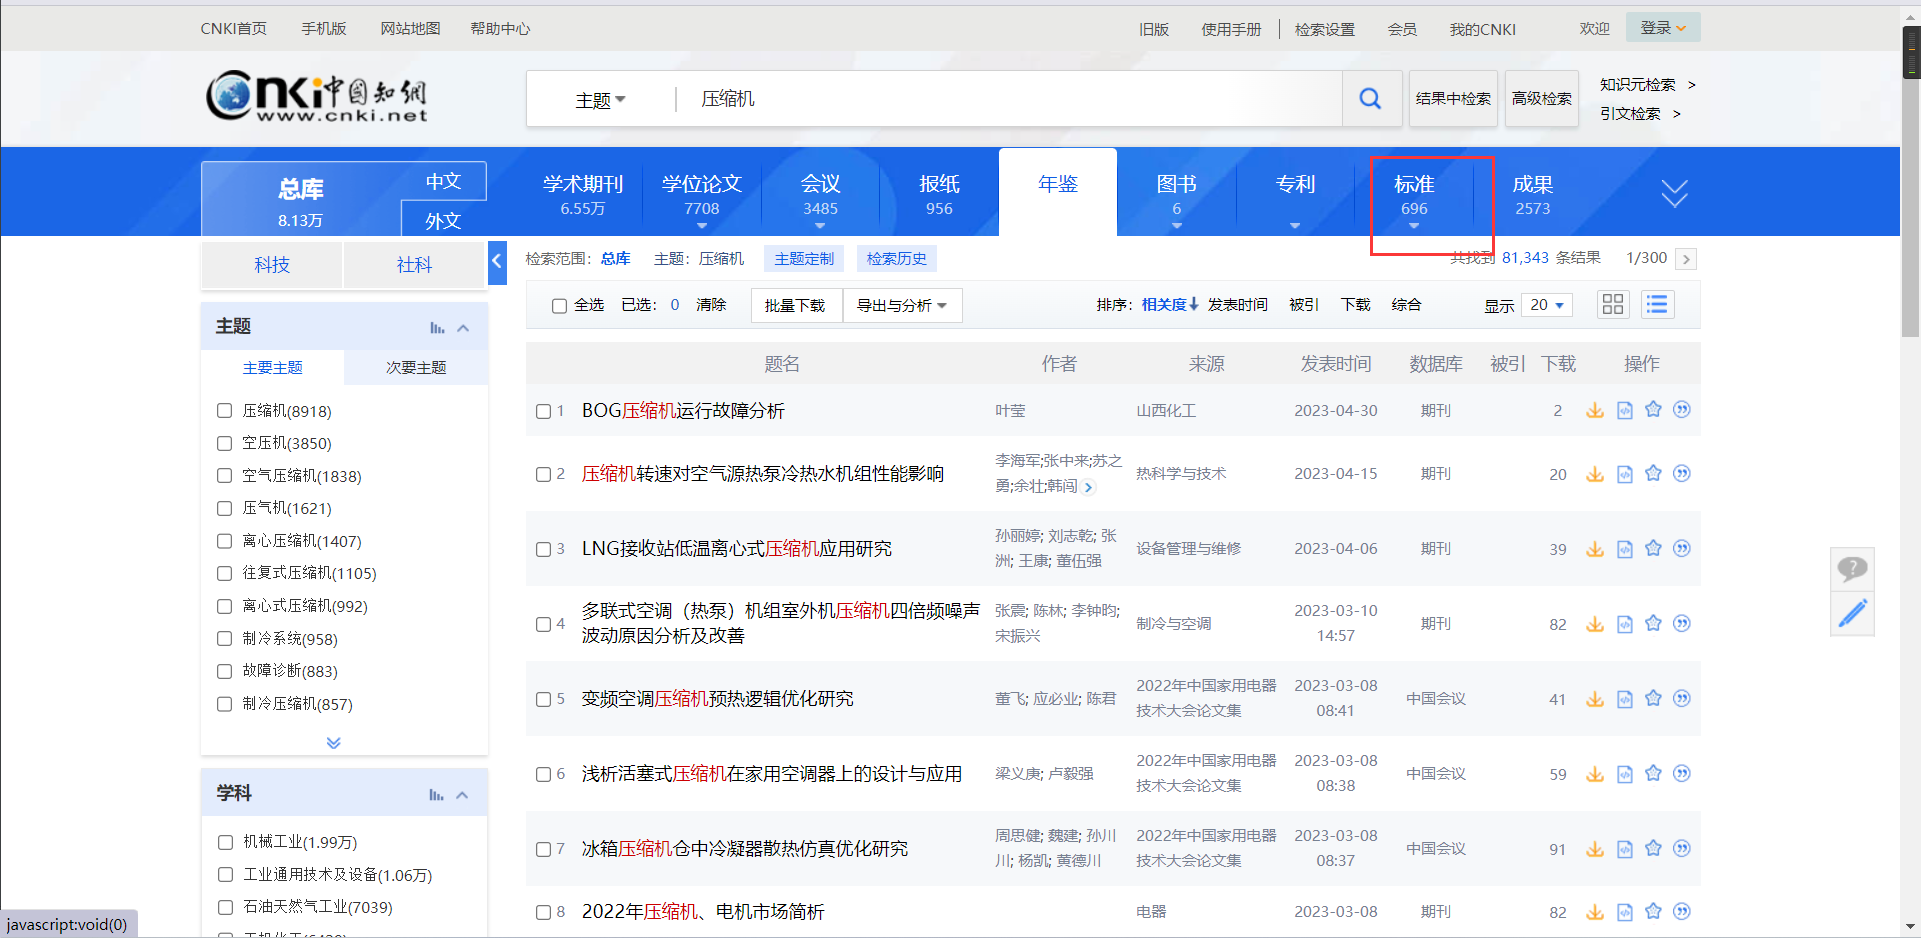 CNKI首页 手机版 网站地图 帮助中心 旧版 使用手册 检索设置 会员 我的CNKI 欢迎 登录
cnki中国知網
www.cnki.net
主题 压缩机 结果中检索 高级检索
知识元检索 >
引文检索 >
总库 8.13万
中文
外文
学术期刊 学位论文 会议 报纸 年鉴 图书 专利 标准 成果
6.55万 7708 3485 956 6 696 2573
科技 社科
检索范围：总库 主题：压缩机 主题定制 检索历史 共找到 81,343 条结果 1/300 >
全选 已选：0 清除 批量下载 导出与分析 排序：相关度↓ 发表时间 被引 下载 综合 显示 20
主题
主要主题 次要主题
压缩机(8918)
空压机(3850)
空气压缩机(1838)
压气机(1621)
离心压缩机(1407)
往复式压缩机(1105)
离心式压缩机(992)
制冷系统(958)
故障诊断(883)
制冷压缩机(857)
学科
机械工业(1.99万)
工业通用技术及设备(1.06万)
石油天然气工业(7039)
题名 作者 来源 发表时间 数据库 被引 下载 操作
1 BOG压缩机运行故障分析 叶莹 山西化工 2023-04-30 期刊 2
2 压缩机转速对空气源热泵冷热水机组性能影响 李海军;张中来;苏之
勇;余壮;韩闯 热科学与技术 2023-04-15 期刊 20
3 LNG接收站低温离心式压缩机应用研究 孙丽婷; 刘志乾; 张
洲; 王康; 董伍强 设备管理与维修 2023-04-06 期刊 39
4 多联式空调（热泵）机组室外机压缩机四倍频噪声
波动原因分析及改善 张震; 陈林; 李钟昀;
宋振兴 制冷与空调 2023-03-10
14:57 期刊 82
5 变频空调压缩机预热逻辑优化研究 董飞; 应必业; 陈君 2022年中国家用电器
技术大会论文集 2023-03-08
08:41 中国会议 41
6 浅析活塞式压缩机在家用空调器上的设计与应用 梁义庚; 卢毅强 2022年中国家用电器
技术大会论文集 2023-03-08
08:38 中国会议 59
7 冰箱压缩机仓中冷凝器散热仿真优化研究 周思健; 魏建; 孙川
川; 杨凯; 黄德川 2022年中国家用电器
技术大会论文集 2023-03-08
08:37 中国会议 91
8 2022年压缩机、电机市场简析 电器 2023-03-08 期刊 82
javascript:void(0)